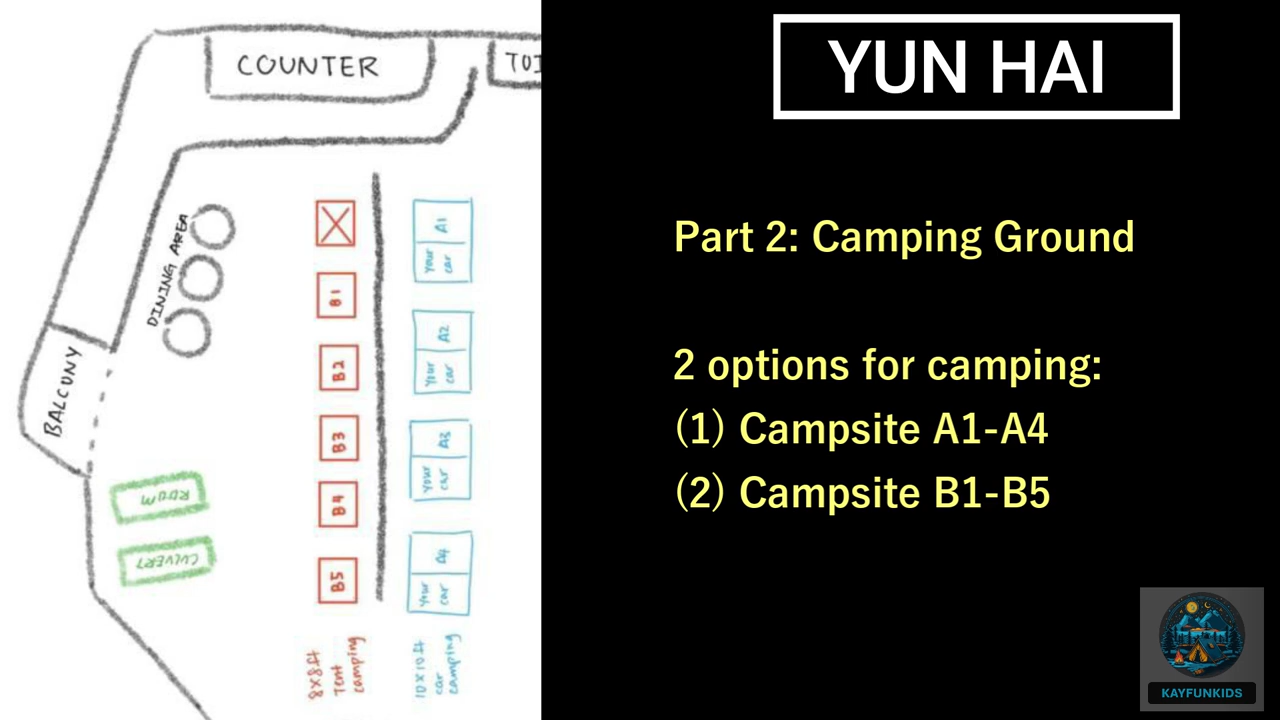 COUNTER
TOI
DINING AREA
BALCONY
ROOM
CULVERT
B1
B2
B3
B4
B5
A1
your
car
A2
your
car
A3
your
car
A4
your
car
8x8ft
Tent
camping
10x10ft
car
camping
YUN HAI
Part 2: Camping Ground
2 options for camping:
(1) Campsite A1-A4
(2) Campsite B1-B5
KAYFUNKIDS